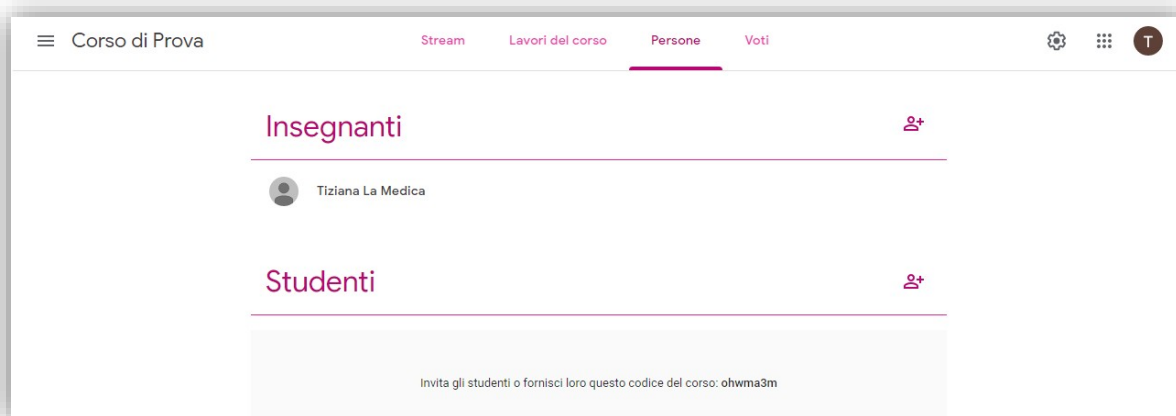 Corso di Prova
Stream Lavori del corso Persone Voti
T
Insegnanti
Tiziana La Medica
Studenti
Invita gli studenti o fornisci loro questo codice del corso: ohwma3m